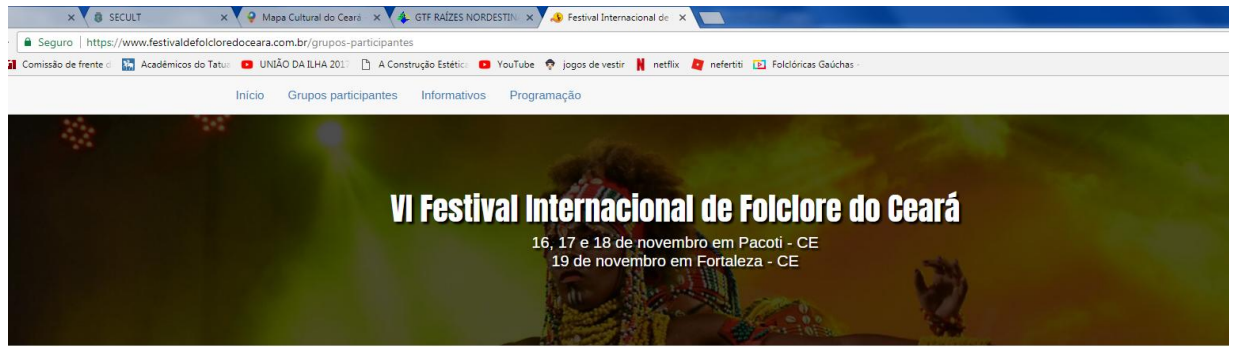 SECULT
Mapa Cultural do Ceará
GTF RAÍZES NORDESTIN
Festival Internacional de
Seguro | https://www.festivaldefolcloredoceara.com.br/grupos-participantes
Comissão de frente d
Acadêmicos do Tatua
UNIÃO DA ILHA 2017
A Construção Estétic
YouTube
jogos de vestir
netflix
nefertiti
Folclóricas Gaúchas -
Início
Grupos participantes
Informativos
Programação
VI Festival Internacional de Folclore do Ceará
16, 17 e 18 de novembro em Pacoti - CE
19 de novembro em Fortaleza - CE